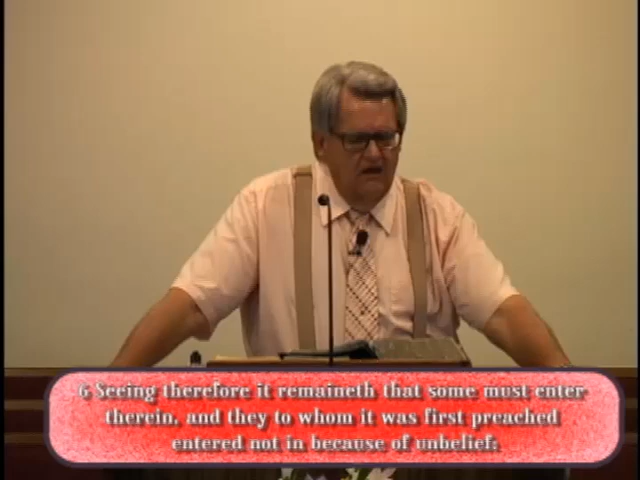 6 Seeing therefore it remaineth that some must enter
therein, and they to whom it was first preached
entered not in because of unbelief: